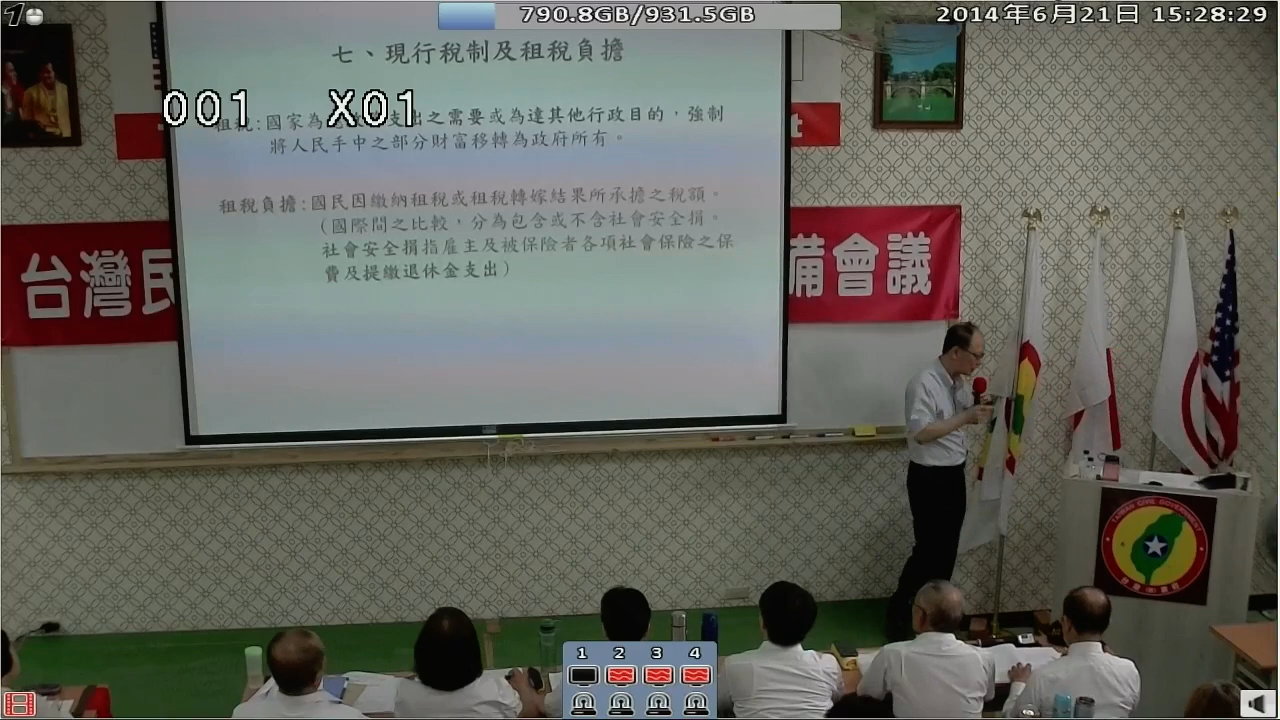 790.8GB/931.5GB
2014年6月21日 15:28:29
七、現行稅制及租稅負擔
001 X01
租稅:國家為 支出之需要或為達其他行政目的，強制
將人民手中之部分財富移轉為政府所有。
租稅負擔:國民因繳納租稅或租稅轉嫁結果所承擔之稅額。
(國際間之比較，分為包含或不含社會安全捐。
社會安全捐指雇主及被保險者各項社會保險之保
費及提繳退休金支出)
台灣民
備會議
t
TAIWAN CIVIL GOVERNMENT
1 2 3 4